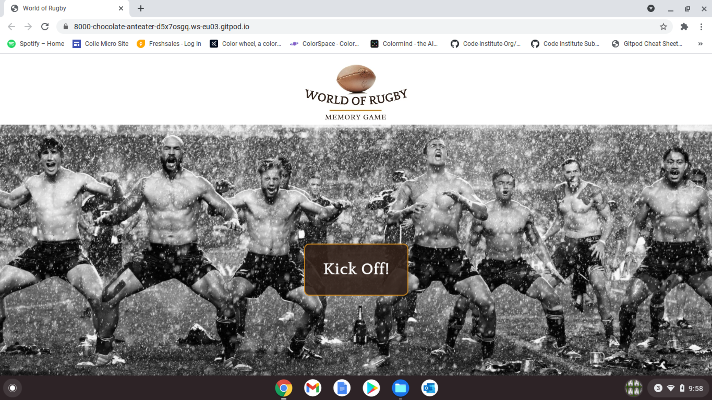 World of Rugby
8000-chocolate-anteater-d5x7osgq.ws-eu03.gitpod.io
Spotify – Home
Colle Micro Site
Freshsales - Log in
Color wheel, a color...
ColorSpace - Color...
Colormind - the AI...
Code Institute Org/...
Code Institute Sub...
Gitpod Cheat Sheet...
WORLD OF RUGBY
MEMORY GAME
Kick Off!
9:58